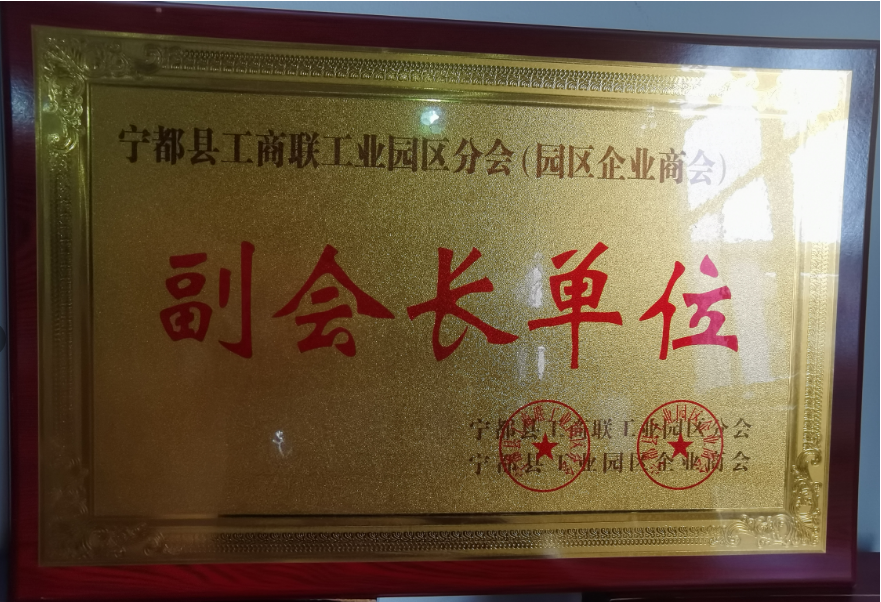 宁都县工商联工业园区分会(园区企业商会)
副会长单位
宁都县工商联工业园区分会
宁都县工业园区企业商会